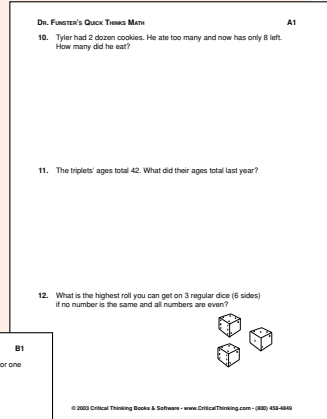 DR. FUNSTER'S QUICK THINKS MATH A1
10. Tyler had 2 dozen cookies. He ate too many and now has only 8 left.
How many did he eat?
11. The triplets' ages total 42. What did their ages total last year?
12. What is the highest roll you can get on 3 regular dice (6 sides)
if no number is the same and all numbers are even?
B1
or one
© 2003 Critical Thinking Books & Software • www.CriticalThinking.com • (800) 458-4849